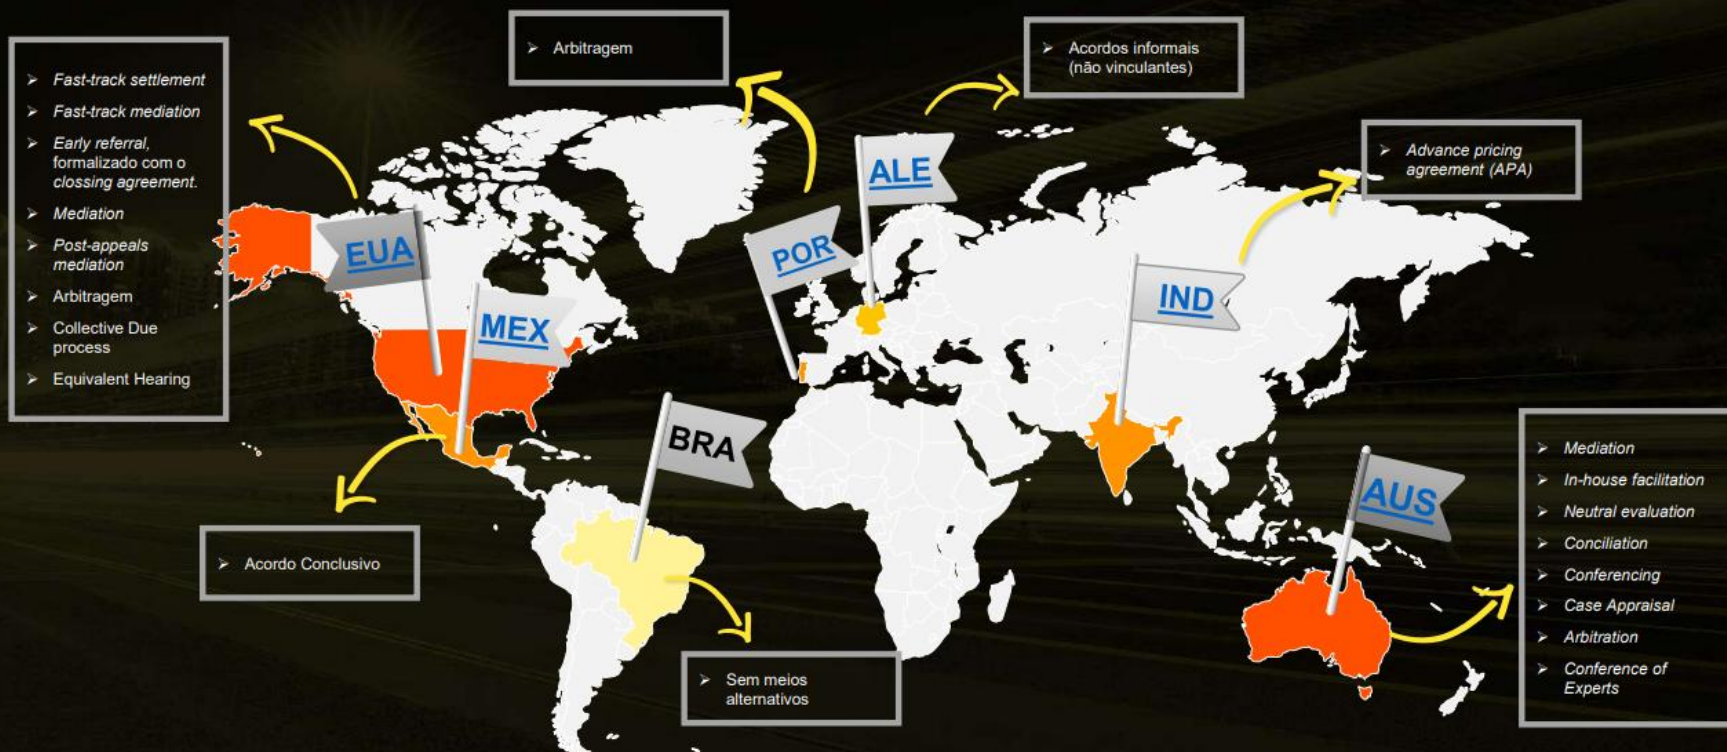 Fast-track settlement
Fast-track mediation
Early referral,
formalizado com o
clossing agreement.
Mediation
Post-appeals
mediation
Arbitragem
Collective Due
process
Equivalent Hearing
Arbitragem
Acordos informais
(não vinculantes)
Advance pricing
agreement (APA)
EUA
MEX
POR
ALE
IND
BRA
AUS
Acordo Conclusivo
Sem meios
alternativos
Mediation
In-house facilitation
Neutral evaluation
Conciliation
Conferencing
Case Appraisal
Arbitration
Conference of
Experts